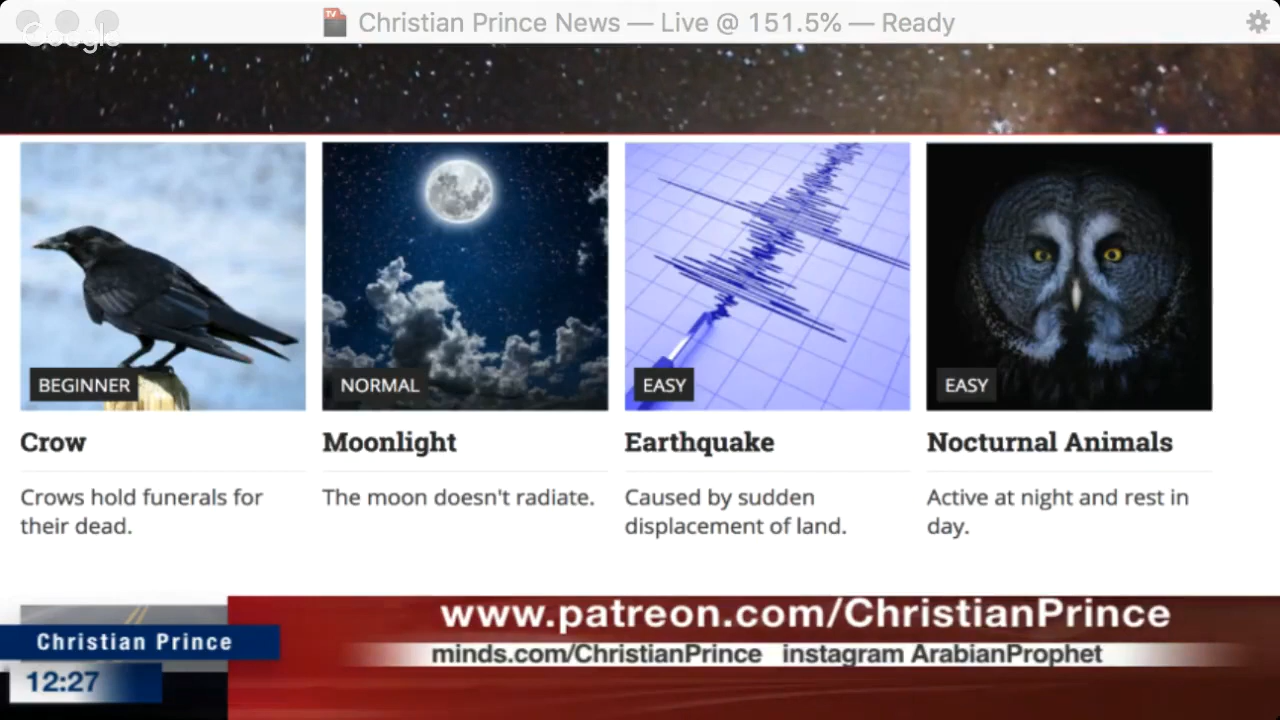 TV Christian Prince News — Live @ 151.5% — Ready
Google
BEGINNER
NORMAL
EASY
EASY
Crow
Moonlight
Earthquake
Nocturnal Animals
Crows hold funerals for
their dead.
The moon doesn't radiate.
Caused by sudden
displacement of land.
Active at night and rest in
day.
www.patreon.com/ChristianPrince
Christian Prince
minds.com/ChristianPrince instagram ArabianProphet
12:27